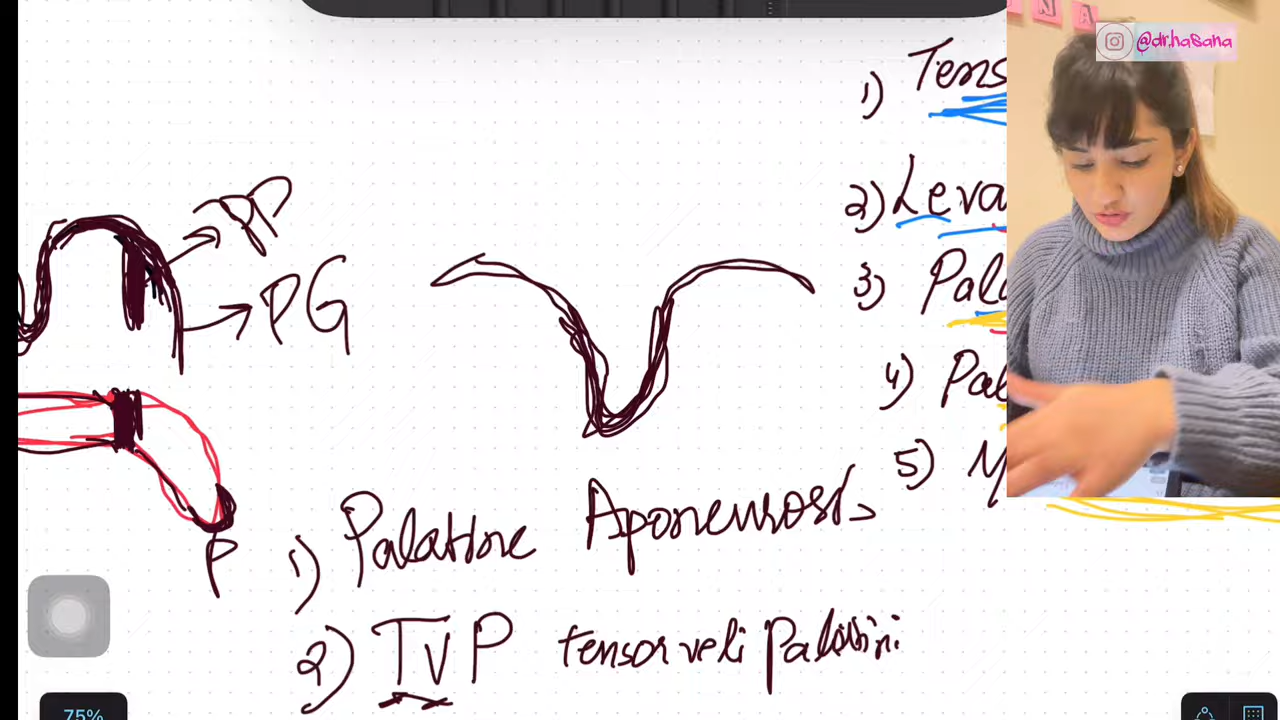 @dr.hasana
N A
1) Tens
2) Leva
PP
PG
3) Pala
4) Pal
5) M
P
1) Palatine Aponeurosis
2) TVP tensor veli Palatini
75%